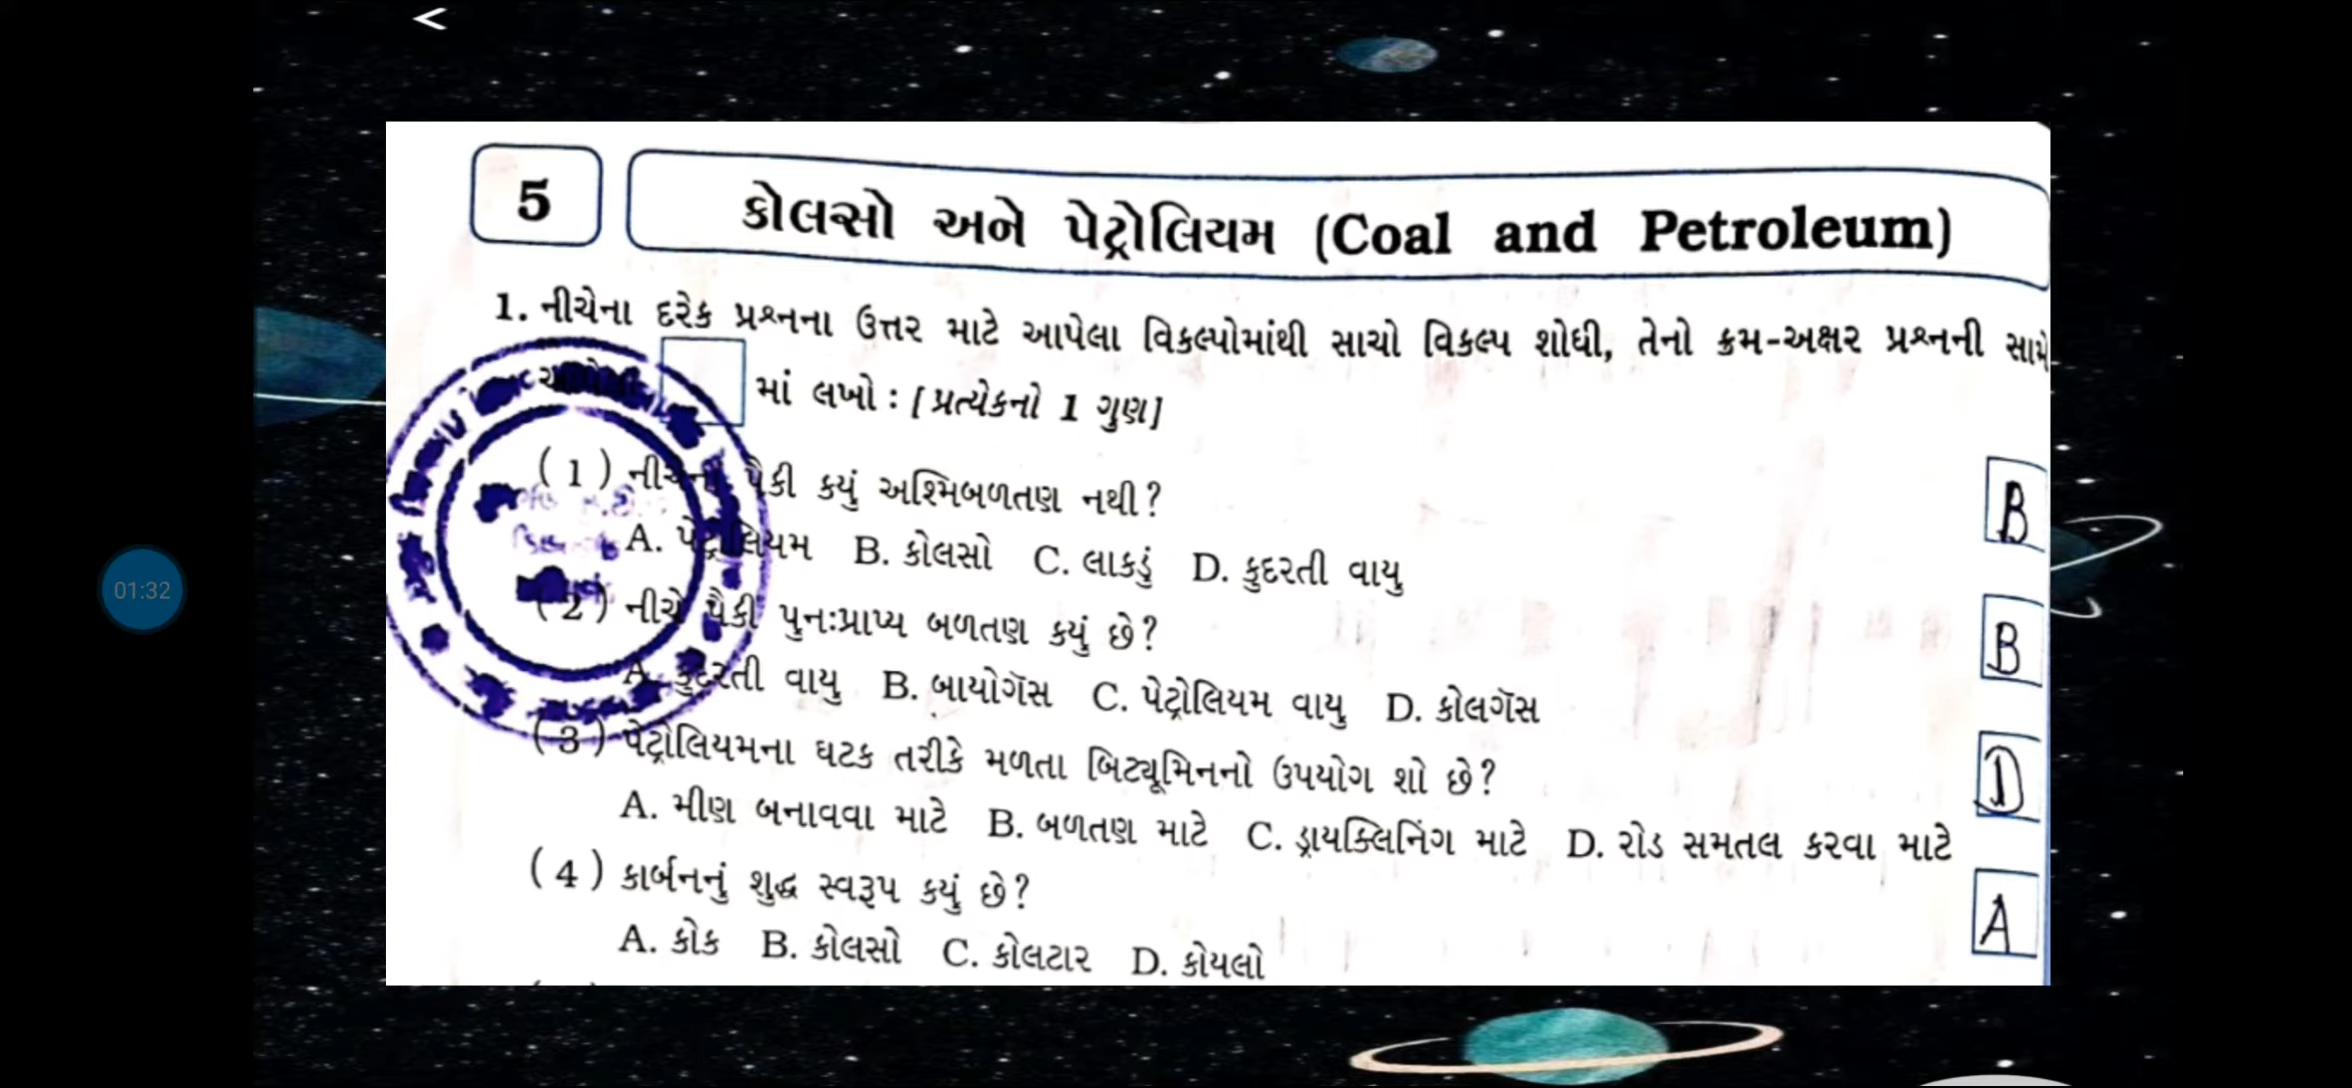 <
5
કોલસો અને પેટ્રોલિયમ (Coal and Petroleum)
1. નીચેના દરેક પ્રશ્નના ઉત્તર માટે આપેલા વિકલ્પોમાંથી સાચો વિકલ્પ શોધી, તેનો ક્રમ-અક્ષર પ્રશ્નની સામે
માં લખો : [પ્રત્યેકનો 1 ગુણ]
(1) નીચેના પૈકી કયું અશ્મિબળતણ નથી? B
A. પેટ્રોલિયમ B. કોલસો C. લાકડું D. કુદરતી વાયુ
01:32
(2) નીચે પૈકી પુનઃપ્રાપ્ય બળતણ કયું છે? B
A. કુદરતી વાયુ B. બાયોગૅસ C. પેટ્રોલિયમ વાયુ D. કોલગૅસ
(3) પેટ્રોલિયમના ઘટક તરીકે મળતા બિટ્યૂમિનનો ઉપયોગ શો છે? D
A. મીણ બનાવવા માટે B. બળતણ માટે C. ડ્રાયક્લિનિંગ માટે D. રોડ સમતલ કરવા માટે
(4) કાર્બનનું શુદ્ધ સ્વરૂપ કયું છે? A
A. કોક B. કોલસો C. કોલટાર D. કોયલો